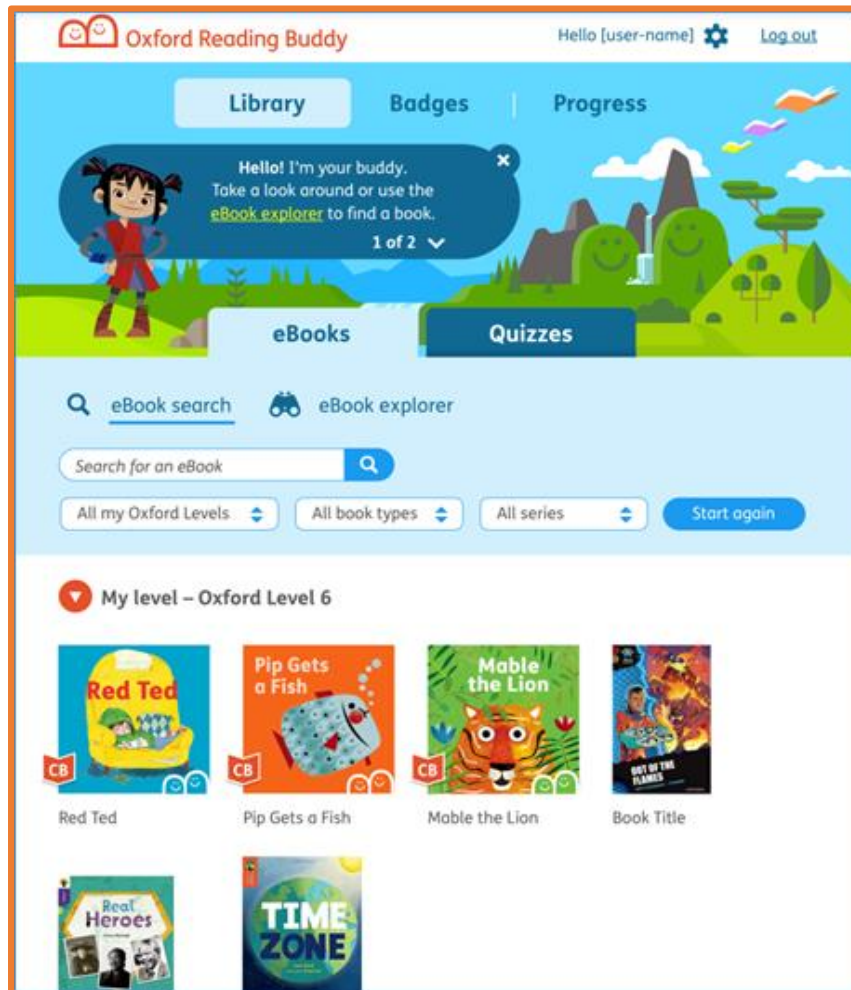 Oxford Reading Buddy
Hello [user-name]
Log out
Library
Badges
Progress
Hello! I'm your buddy.
Take a look around or use the
eBook explorer to find a book.
1 of 2
eBooks
Quizzes
eBook search
eBook explorer
Search for an eBook
All my Oxford Levels
All book types
All series
Start again
My level – Oxford Level 6
Red Ted
CB
Pip Gets
a Fish
CB
Mable
the Lion
CB
OUT OF THE
FLAMES
Red Ted
Pip Gets a Fish
Mable the Lion
Book Title
Real
Heroes
TIME
ZONE